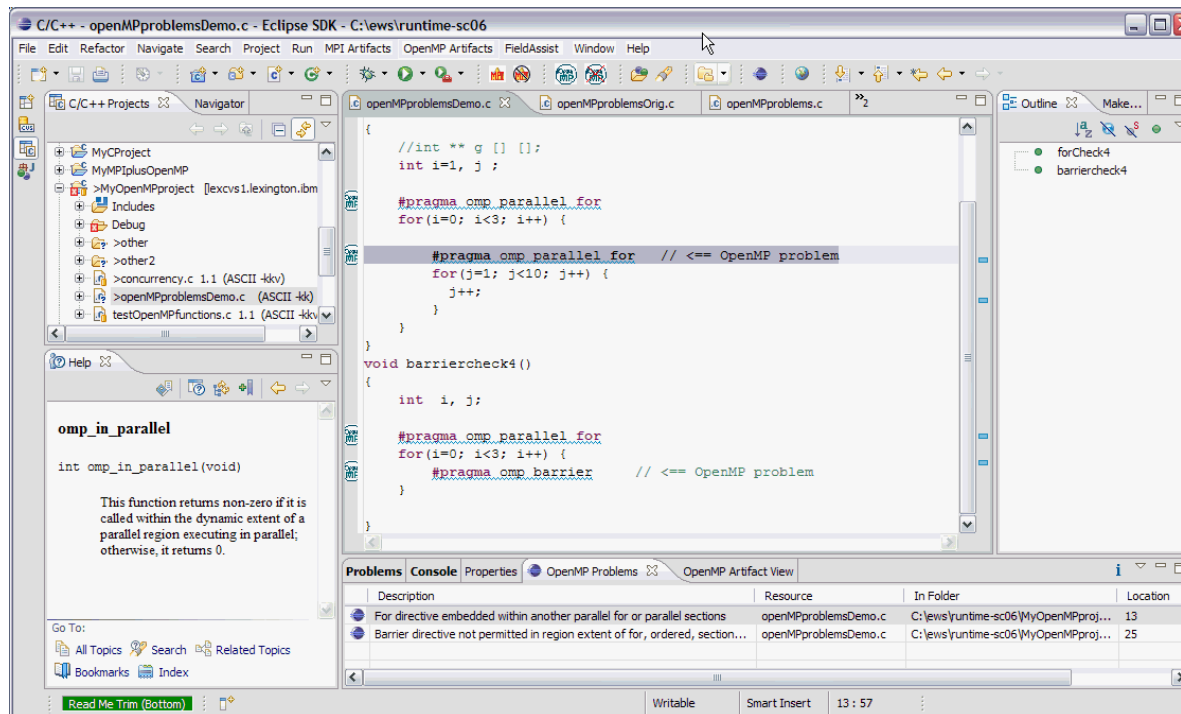 C/C++ - openMPproblemsDemo.c - Eclipse SDK - C:\ews\runtime-sc06
File Edit Refactor Navigate Search Project Run MPI Artifacts OpenMP Artifacts FieldAssist Window Help
C/C++ Projects Navigator
MyCProject
MyMPIplusOpenMP
>MyOpenMPproject [lexcvs1.lexington.ibm
Includes
Debug
>other
>other2
>concurrency.c 1.1 (ASCII -kkv)
>openMPproblemsDemo.c (ASCII -kk)
testOpenMPfunctions.c 1.1 (ASCII -kkv
Help
omp_in_parallel
int omp_in_parallel(void)
This function returns non-zero if it is
called within the dynamic extent of a
parallel region executing in parallel;
otherwise, it returns 0.
Go To:
All Topics Search Related Topics
Bookmarks Index
openMPproblemsDemo.c openMPproblemsOrig.c openMPproblems.c »2
{
//int ** g [] [];
int i=1, j ;
#pragma omp parallel for
for(i=0; i<3; i++) {
#pragma omp parallel for // <== OpenMP problem
for(j=1; j<10; j++) {
j++;
}
}
}
void barriercheck4()
{
int i, j;
#pragma omp parallel for
for(i=0; i<3; i++) {
#pragma omp barrier // <== OpenMP problem
}
}
Outline Make...
forCheck4
barriercheck4
Problems Console Properties OpenMP Problems OpenMP Artifact View
Description Resource In Folder Location
For directive embedded within another parallel for or parallel sections openMPproblemsDemo.c C:\ews\runtime-sc06\MyOpenMPproj... 13
Barrier directive not permitted in region extent of for, ordered, section... openMPproblemsDemo.c C:\ews\runtime-sc06\MyOpenMPproj... 25
Read Me Trim (Bottom) Writable Smart Insert 13 : 57